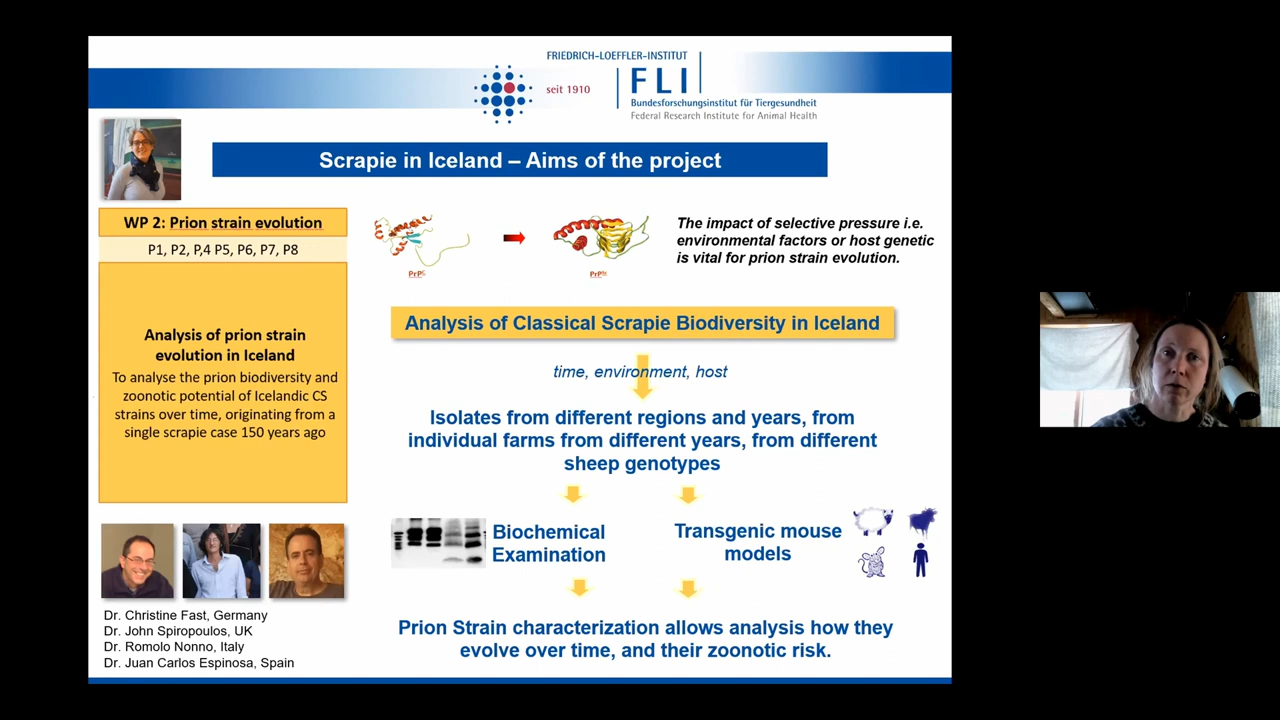 FRIEDRICH-LOEFFLER-INSTITUT
seit 1910
FLI
Bundesforschungsinstitut für Tiergesundheit
Federal Research Institute for Animal Health
Scrapie in Iceland – Aims of the project
WP 2: Prion strain evolution
P1, P2, P,4 P5, P6, P7, P8
Analysis of prion strain
evolution in Iceland
To analyse the prion biodiversity and
zoonotic potential of Icelandic CS
strains over time, originating from a
single scrapie case 150 years ago
Dr. Christine Fast, Germany
Dr. John Spiropoulos, UK
Dr. Romolo Nonno, Italy
Dr. Juan Carlos Espinosa, Spain
PrPC
PrPSc
The impact of selective pressure i.e.
environmental factors or host genetic
is vital for prion strain evolution.
Analysis of Classical Scrapie Biodiversity in Iceland
time, environment, host
Isolates from different regions and years, from
individual farms from different years, from different
sheep genotypes
Biochemical
Examination
Transgenic mouse
models
Prion Strain characterization allows analysis how they
evolve over time, and their zoonotic risk.